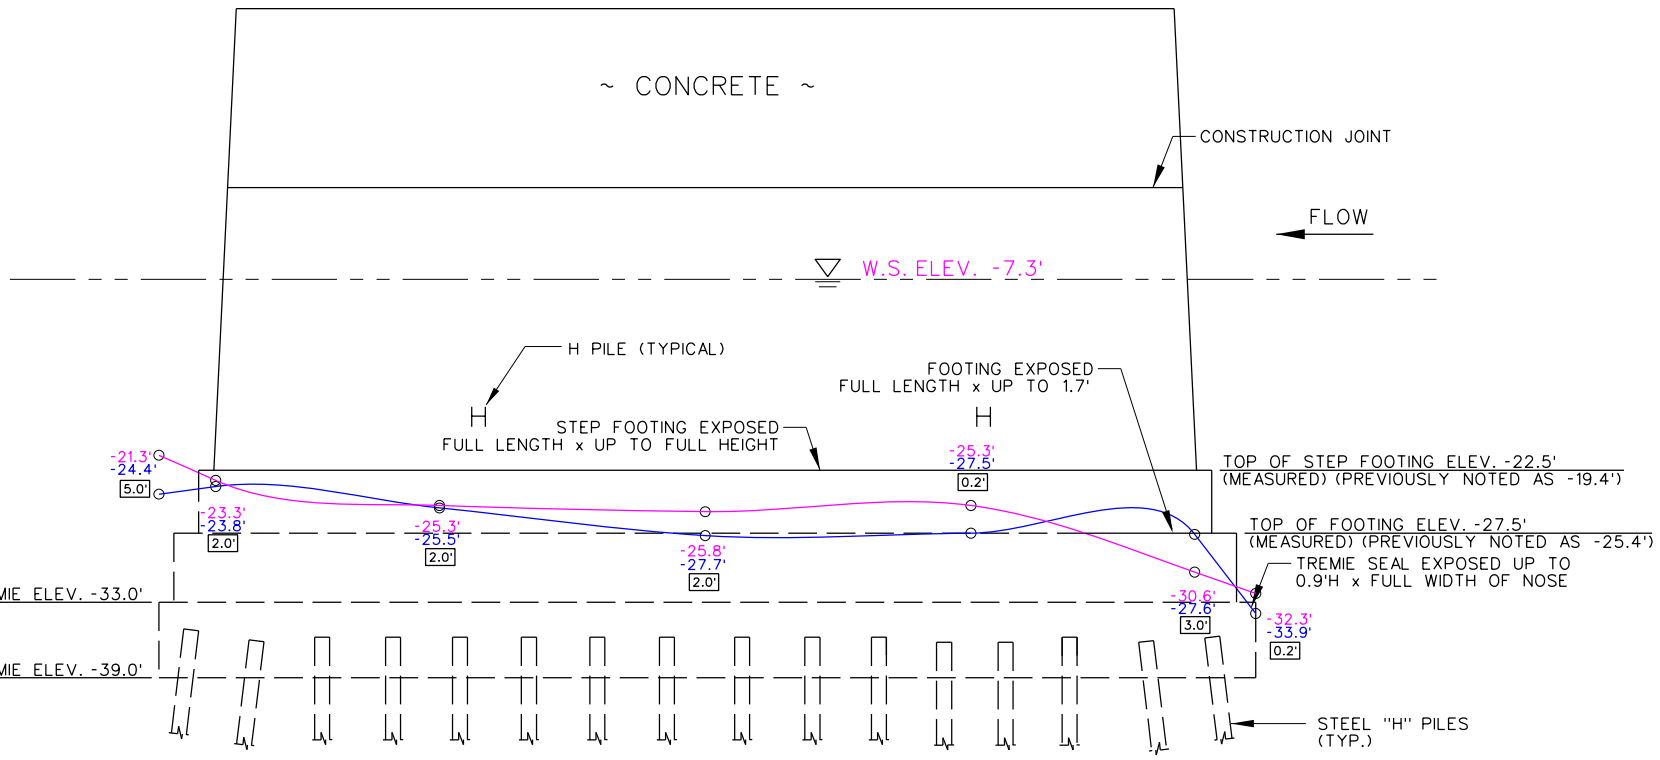 ~ CONCRETE ~
CONSTRUCTION JOINT
FLOW
W.S. ELEV. -7.3'
H PILE (TYPICAL)
FOOTING EXPOSED
FULL LENGTH x UP TO 1.7'
H
H
STEP FOOTING EXPOSED
FULL LENGTH x UP TO FULL HEIGHT
-21.3'
-24.4'
5.0'
-25.3'
-27.5'
0.2'
TOP OF STEP FOOTING ELEV. -22.5'
(MEASURED) (PREVIOUSLY NOTED AS -19.4')
-23.3'
-23.8'
2.0'
-25.3'
-25.5'
2.0'
-25.8'
-27.7'
2.0'
TOP OF FOOTING ELEV. -27.5'
(MEASURED) (PREVIOUSLY NOTED AS -25.4')
TREMIE SEAL EXPOSED UP TO
0.9'H x FULL WIDTH OF NOSE
MIE ELEV. -33.0'
-30.6'
-27.6'
3.0'
-32.3'
-33.9'
0.2'
MIE ELEV. -39.0'
STEEL "H" PILES
(TYP.)